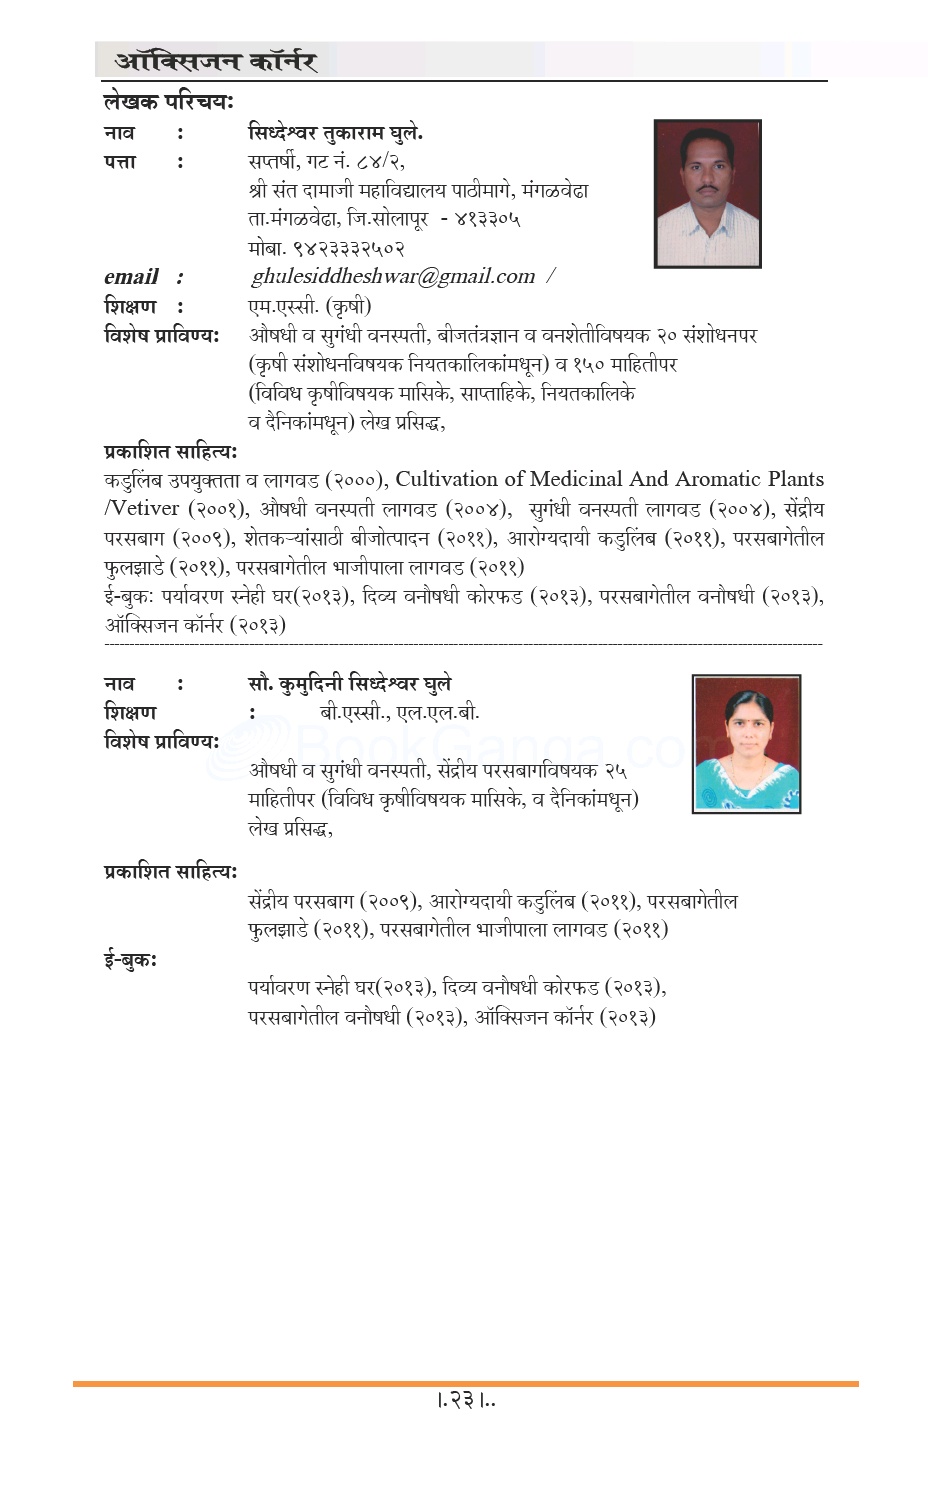 ऑक्सिजन कॉर्नर
लेखक परिचय:
नाव : सिध्देश्वर तुकाराम घुले.
पत्ता : सप्तर्षी, गट नं. ८४/२,
श्री संत दामाजी महाविद्यालय पाठीमागे, मंगळवेढा
ता.मंगळवेढा, जि.सोलापूर - ४१३३०५
मोबा. ९४२३३३२५०२
email : ghulesiddheshwar@gmail.com /
शिक्षण : एम.एस्सी. (कृषी)
विशेष प्राविण्य: औषधी व सुगंधी वनस्पती, बीजतंत्रज्ञान व वनशेतीविषयक २० संशोधनपर
(कृषी संशोधनविषयक नियतकालिकांमधून) व १५० माहितीपर
(विविध कृषीविषयक मासिके, साप्ताहिके, नियतकालिके
व दैनिकांमधून) लेख प्रसिद्ध,
प्रकाशित साहित्य:
कडुलिंब उपयुक्तता व लागवड (२०००), Cultivation of Medicinal And Aromatic Plants
/Vetiver (२००१), औषधी वनस्पती लागवड (२००४), सुगंधी वनस्पती लागवड (२००४), सेंद्रीय
परसबाग (२००९), शेतकऱ्यांसाठी बीजोत्पादन (२०११), आरोग्यदायी कडुलिंब (२०११), परसबागेतील
फुलझाडे (२०११), परसबागेतील भाजीपाला लागवड (२०११)
ई-बुक: पर्यावरण स्नेही घर(२०१३), दिव्य वनौषधी कोरफड (२०१३), परसबागेतील वनौषधी (२०१३),
ऑक्सिजन कॉर्नर (२०१३)
नाव : सौ. कुमुदिनी सिध्देश्वर घुले
शिक्षण : बी.एस्सी., एल.एल.बी.
विशेष प्राविण्य:
BookGanga.com
औषधी व सुगंधी वनस्पती, सेंद्रीय परसबागविषयक २५
माहितीपर (विविध कृषीविषयक मासिके, व दैनिकांमधून)
लेख प्रसिद्ध,
प्रकाशित साहित्य:
सेंद्रीय परसबाग (२००९), आरोग्यदायी कडुलिंब (२०११), परसबागेतील
फुलझाडे (२०११), परसबागेतील भाजीपाला लागवड (२०११)
ई-बुक:
पर्यावरण स्नेही घर(२०१३), दिव्य वनौषधी कोरफड (२०१३),
परसबागेतील वनौषधी (२०१३), ऑक्सिजन कॉर्नर (२०१३)
।.२३।..